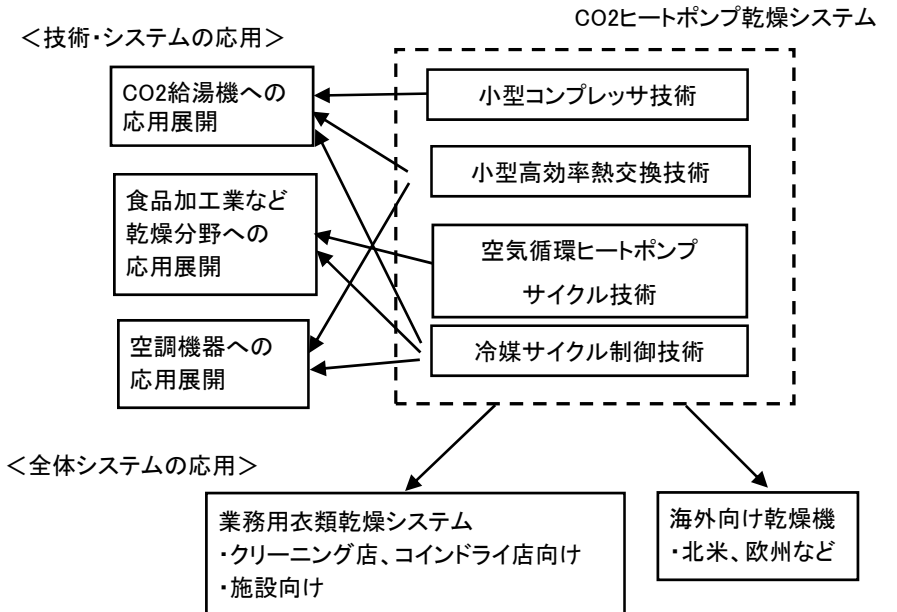 CO2ヒートポンプ乾燥システム
＜技術・システムの応用＞
CO2給湯機への
応用展開
小型コンプレッサ技術
小型高効率熱交換技術
食品加工業など
乾燥分野への
応用展開
空気循環ヒートポンプ
サイクル技術
空調機器への
応用展開
冷媒サイクル制御技術
＜全体システムの応用＞
業務用衣類乾燥システム
・クリーニング店、コインドライ店向け
・施設向け
海外向け乾燥機
・北米、欧州など